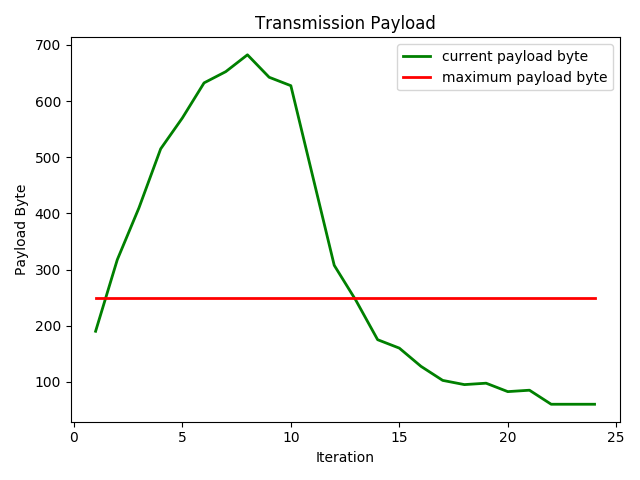 Transmission Payload
700
600
500
400
300
200
100
Payload Byte
current payload byte
maximum payload byte
0
5
10
15
20
25
Iteration